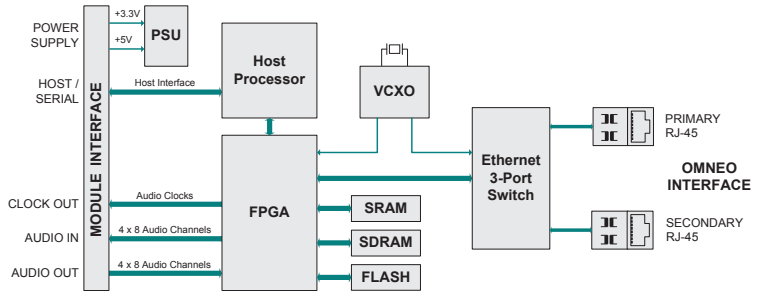 POWER
SUPPLY
+3.3V
+5V
PSU
HOST /
SERIAL
Host Interface
Host
Processor
VCXO
MODULE INTERFACE
CLOCK OUT
Audio Clocks
AUDIO IN
4 x 8 Audio Channels
AUDIO OUT
4 x 8 Audio Channels
FPGA
SRAM
SDRAM
FLASH
Ethernet
3-Port
Switch
PRIMARY
RJ-45
OMNEO
INTERFACE
SECONDARY
RJ-45